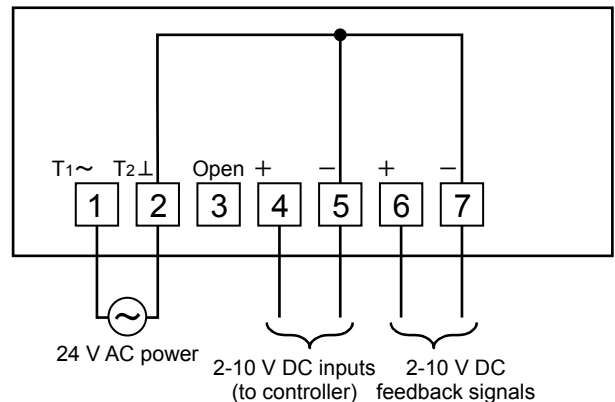 T1~ T2⊥ Open + − + −
1 2 3 4 5 6 7
~
24 V AC power
2-10 V DC inputs
(to controller)
2-10 V DC
feedback signals